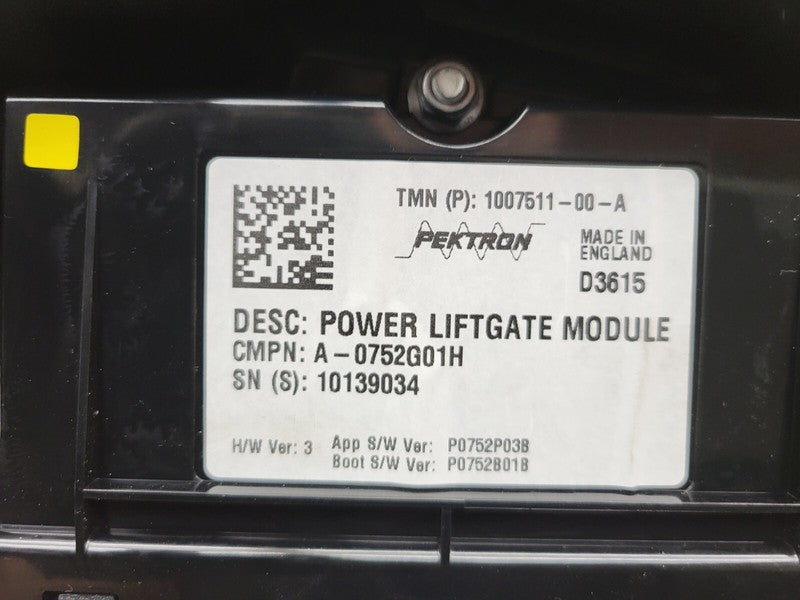 TMN (P): 1007511-00-A
PEKTRON
MADE IN
ENGLAND
D3615
DESC: POWER LIFTGATE MODULE
CMPN: A-0752G01H
SN (S): 10139034
H/W Ver: 3 App S/W Ver: P0752P03B
Boot S/W Ver: P0752B01B